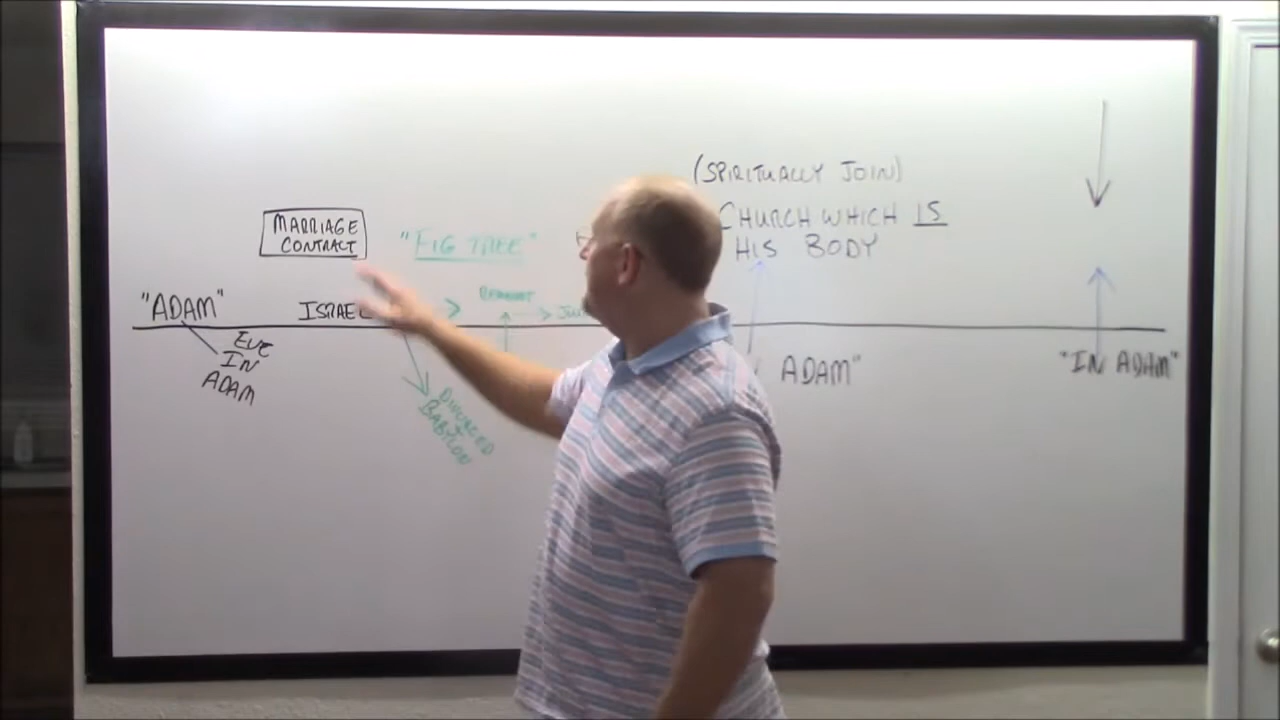 (SPIRITUALLY JOIN)
CHURCH WHICH IS
HIS BODY
MARRIAGE
CONTRACT
"FIG TREE"
"ADAM"
ISRAEL
EVE
IN
ADAM
DIVORCED
BABYLON
ADAM"
"IN ADAM"